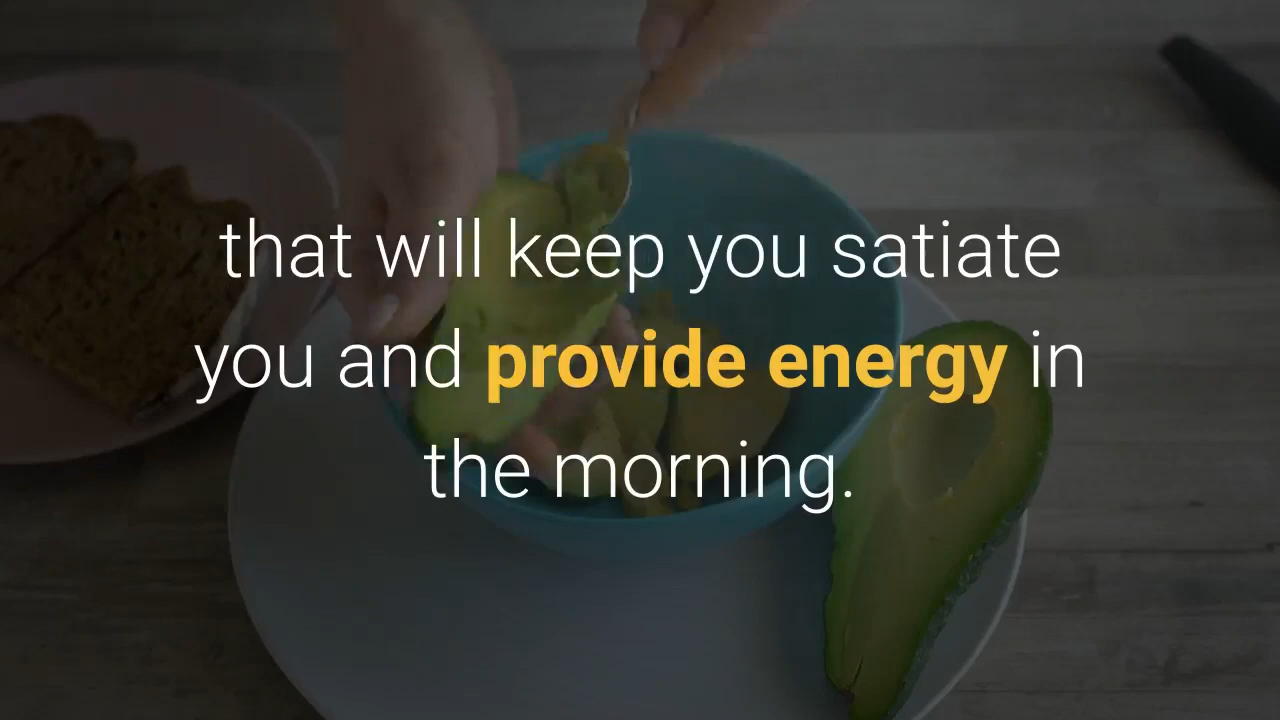 that will keep you satiate
you and provide energy in
the morning.